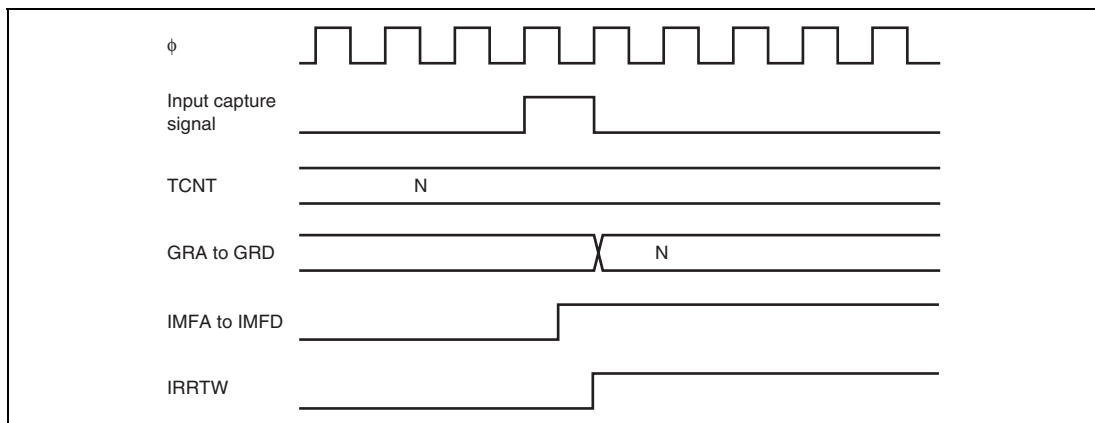 ϕ
Input capture
signal
TCNT
N
GRA to GRD
N
IMFA to IMFD
IRRTW